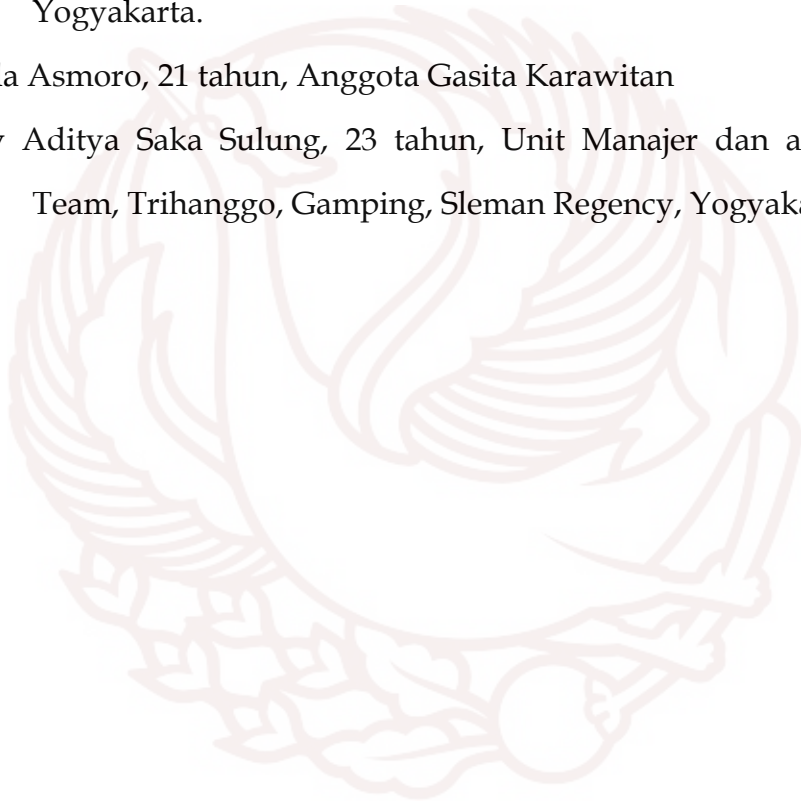 Yogyakarta.
Asmoro, 21 tahun, Anggota Gasita Karawitan
Aditya Saka Sulung, 23 tahun, Unit Manajer dan
Team, Trihanggo, Gamping, Sleman Regency,